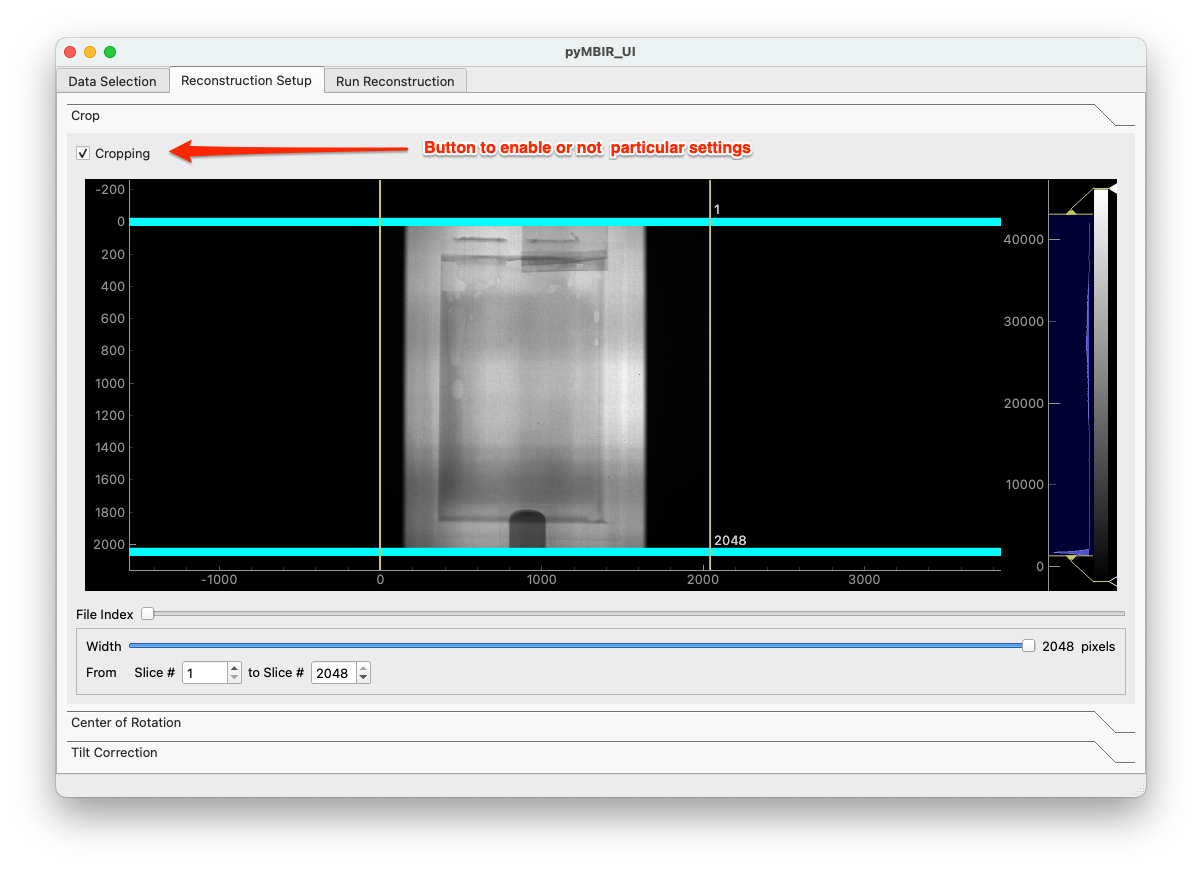 pyMBIR_UI
Data Selection
Reconstruction Setup
Run Reconstruction
Crop
Cropping
Button to enable or not  particular settings
-200
0
200
400
600
800
1000
1200
1400
1600
1800
2000
1
2048
-1000
0
1000
2000
3000
40000
30000
20000
10000
0
File Index
Width 2048 pixels
From Slice # 1 to Slice # 2048
Center of Rotation
Tilt Correction